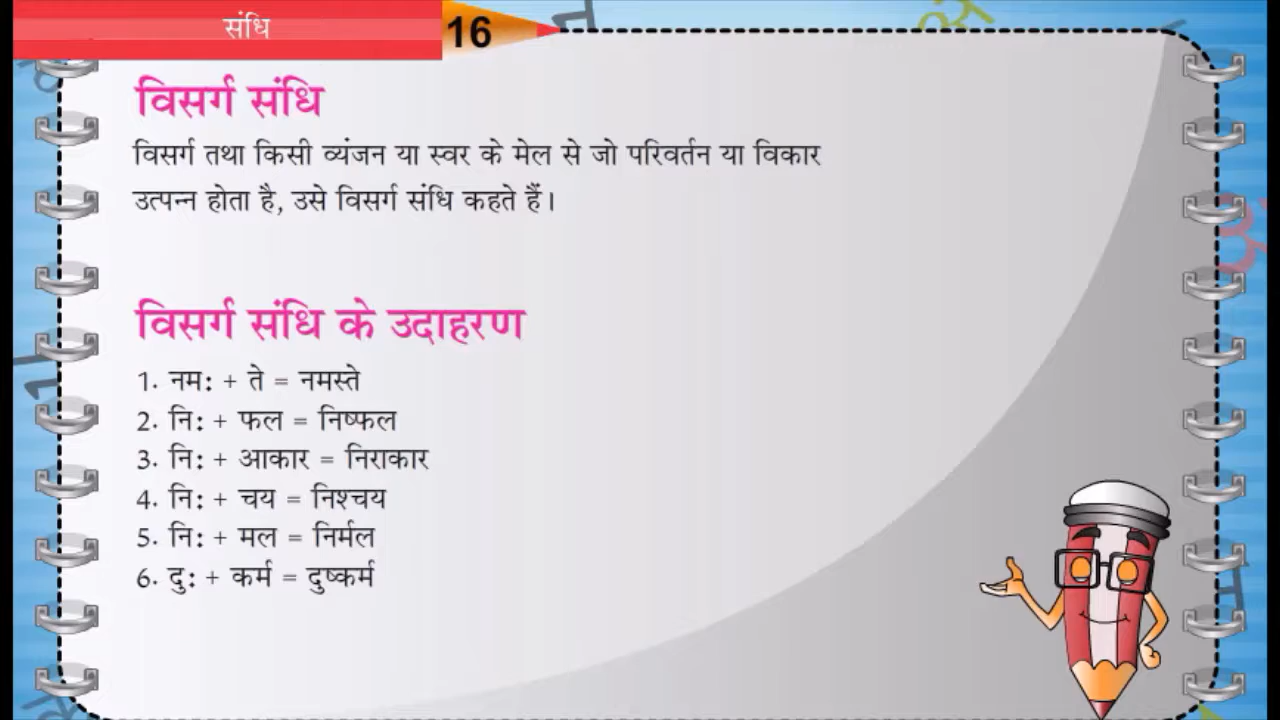 संधि
16
विसर्ग संधि
विसर्ग तथा किसी व्यंजन या स्वर के मेल से जो परिवर्तन या विकार
उत्पन्न होता है, उसे विसर्ग संधि कहते हैं।
विसर्ग संधि के उदाहरण
1. नम: + ते = नमस्ते
2. नि: + फल = निष्फल
3. नि: + आकार = निराकार
4. नि: + चय = निश्चय
5. नि: + मल = निर्मल
6. दु: + कर्म = दुष्कर्म